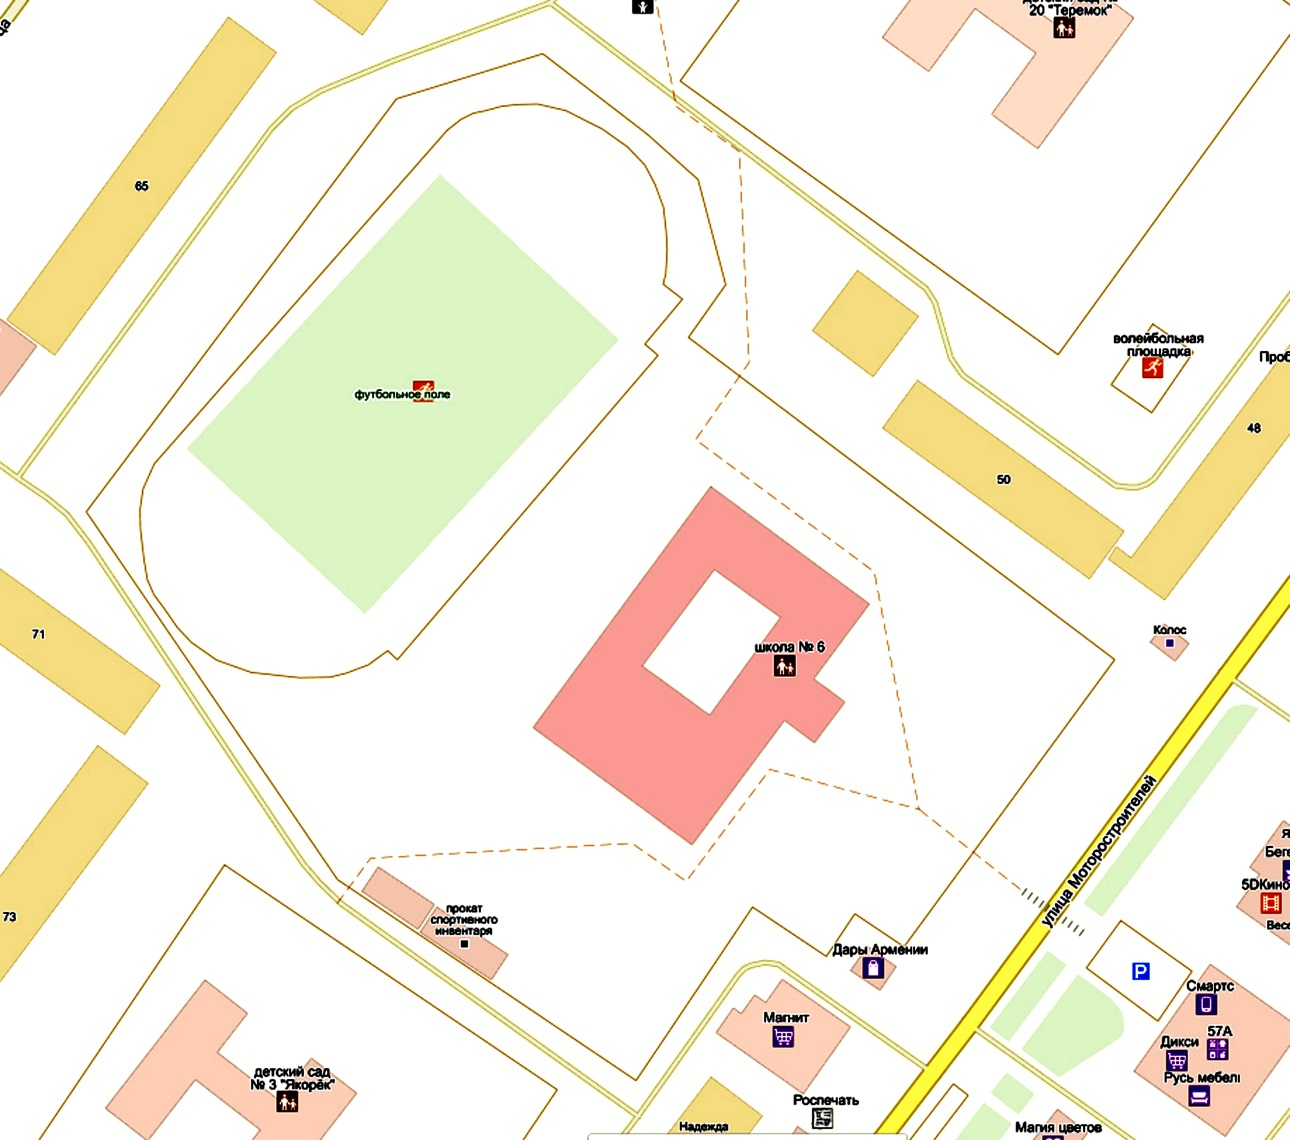 20 "Теремок"
65
волейбольная
площадка
футбольное поле
48
50
Колос
71
школа № 6
улица Моторостроителей
5DКино
73
прокат
спортивного
инвентаря
Дары Армении
P
Смартс
Магнит
57А
Дикси
Русь мебель
детский сад
№ 3 "Якорёк"
Роспечать
Надежда
Магия цветов